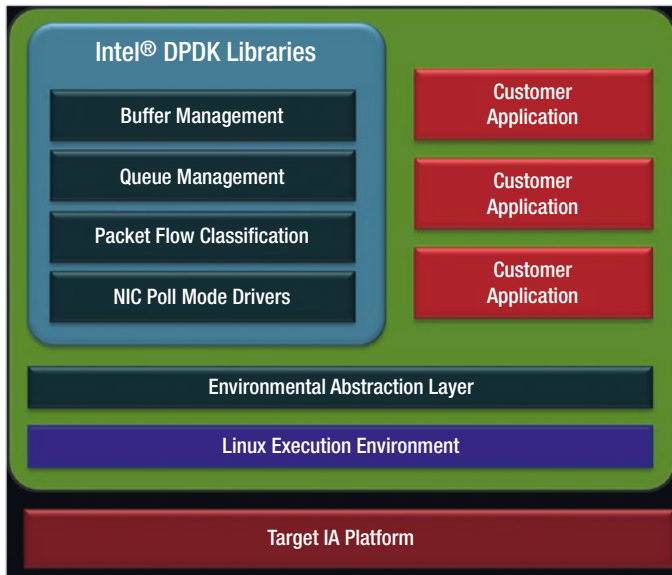 Intel® DPDK Libraries
Buffer Management
Queue Management
Packet Flow Classification
NIC Poll Mode Drivers
Customer
Application
Customer
Application
Customer
Application
Environmental Abstraction Layer
Linux Execution Environment
Target IA Platform